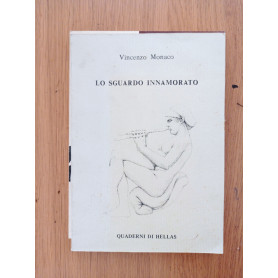 Vincenzo Monaco
LO SGUARDO INNAMORATO
QUADERNI DI HELLAS